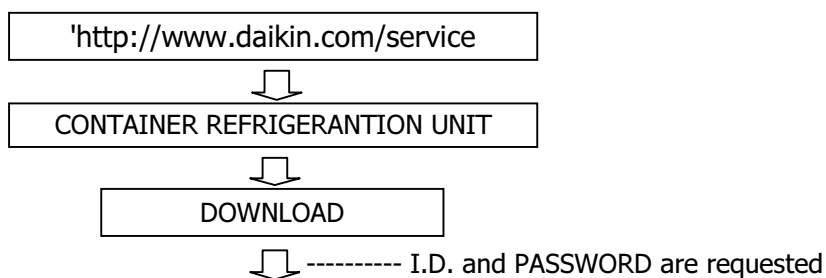 'http://www.daikin.com/service
CONTAINER REFRIGERANTION UNIT
DOWNLOAD
---------- I.D. and PASSWORD are requested